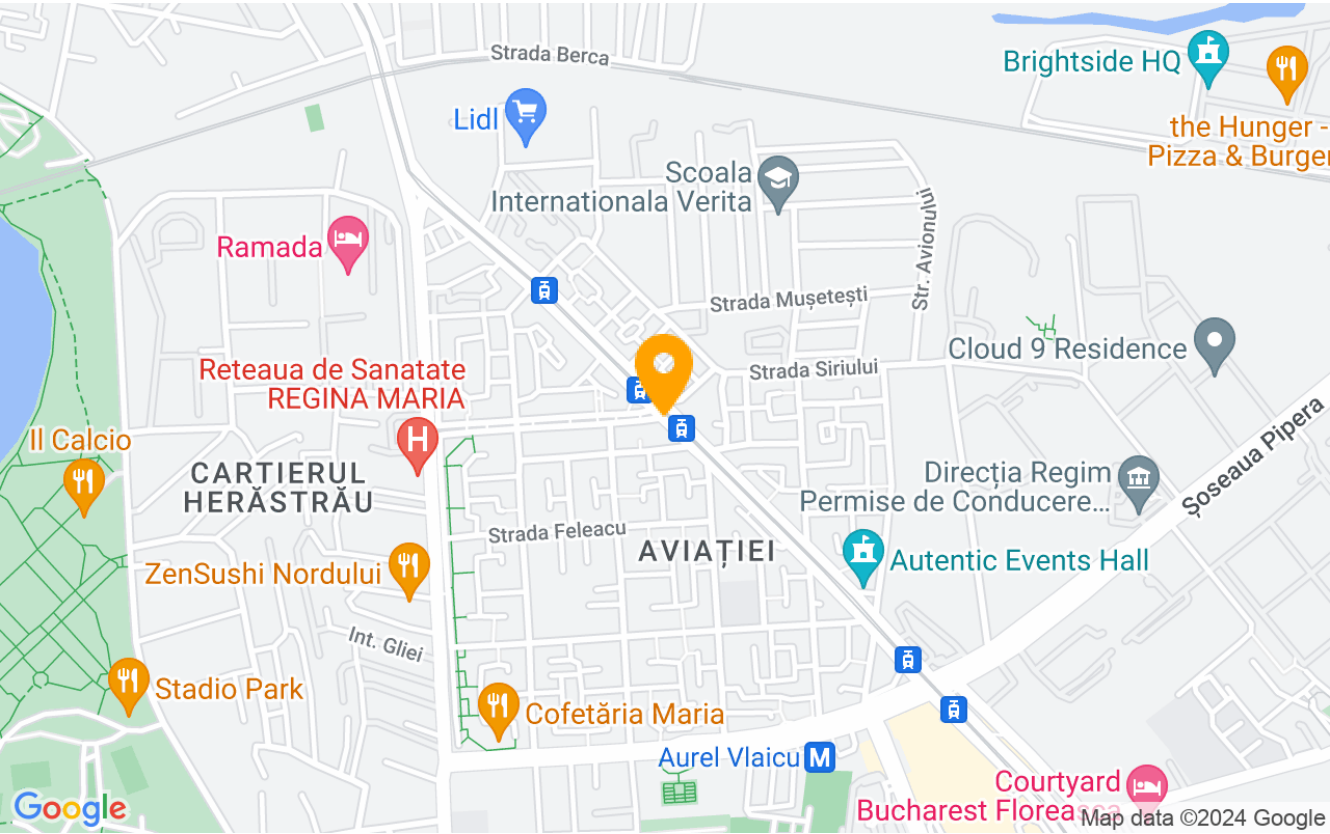 Strada Berca
Brightside HQ
Lidl
the Hunger -
Pizza & Burger
Scoala
Internationala Verita
Str. Avionului
Ramada
Strada Mușetești
Cloud 9 Residence
Strada Siriului
Reteaua de Sanatate
REGINA MARIA
Șoseaua Pipera
Il Calcio
H
CARTIERUL
HERĂSTRĂU
Direcția Regim
Permise de Conducere...
Strada Feleacu
AVIAȚIEI
Autentic Events Hall
ZenSushi Nordului
Int. Gliei
Stadio Park
Cofetăria Maria
Aurel Vlaicu M
Courtyard
Bucharest Floreasca
Google
Map data ©2024 Google